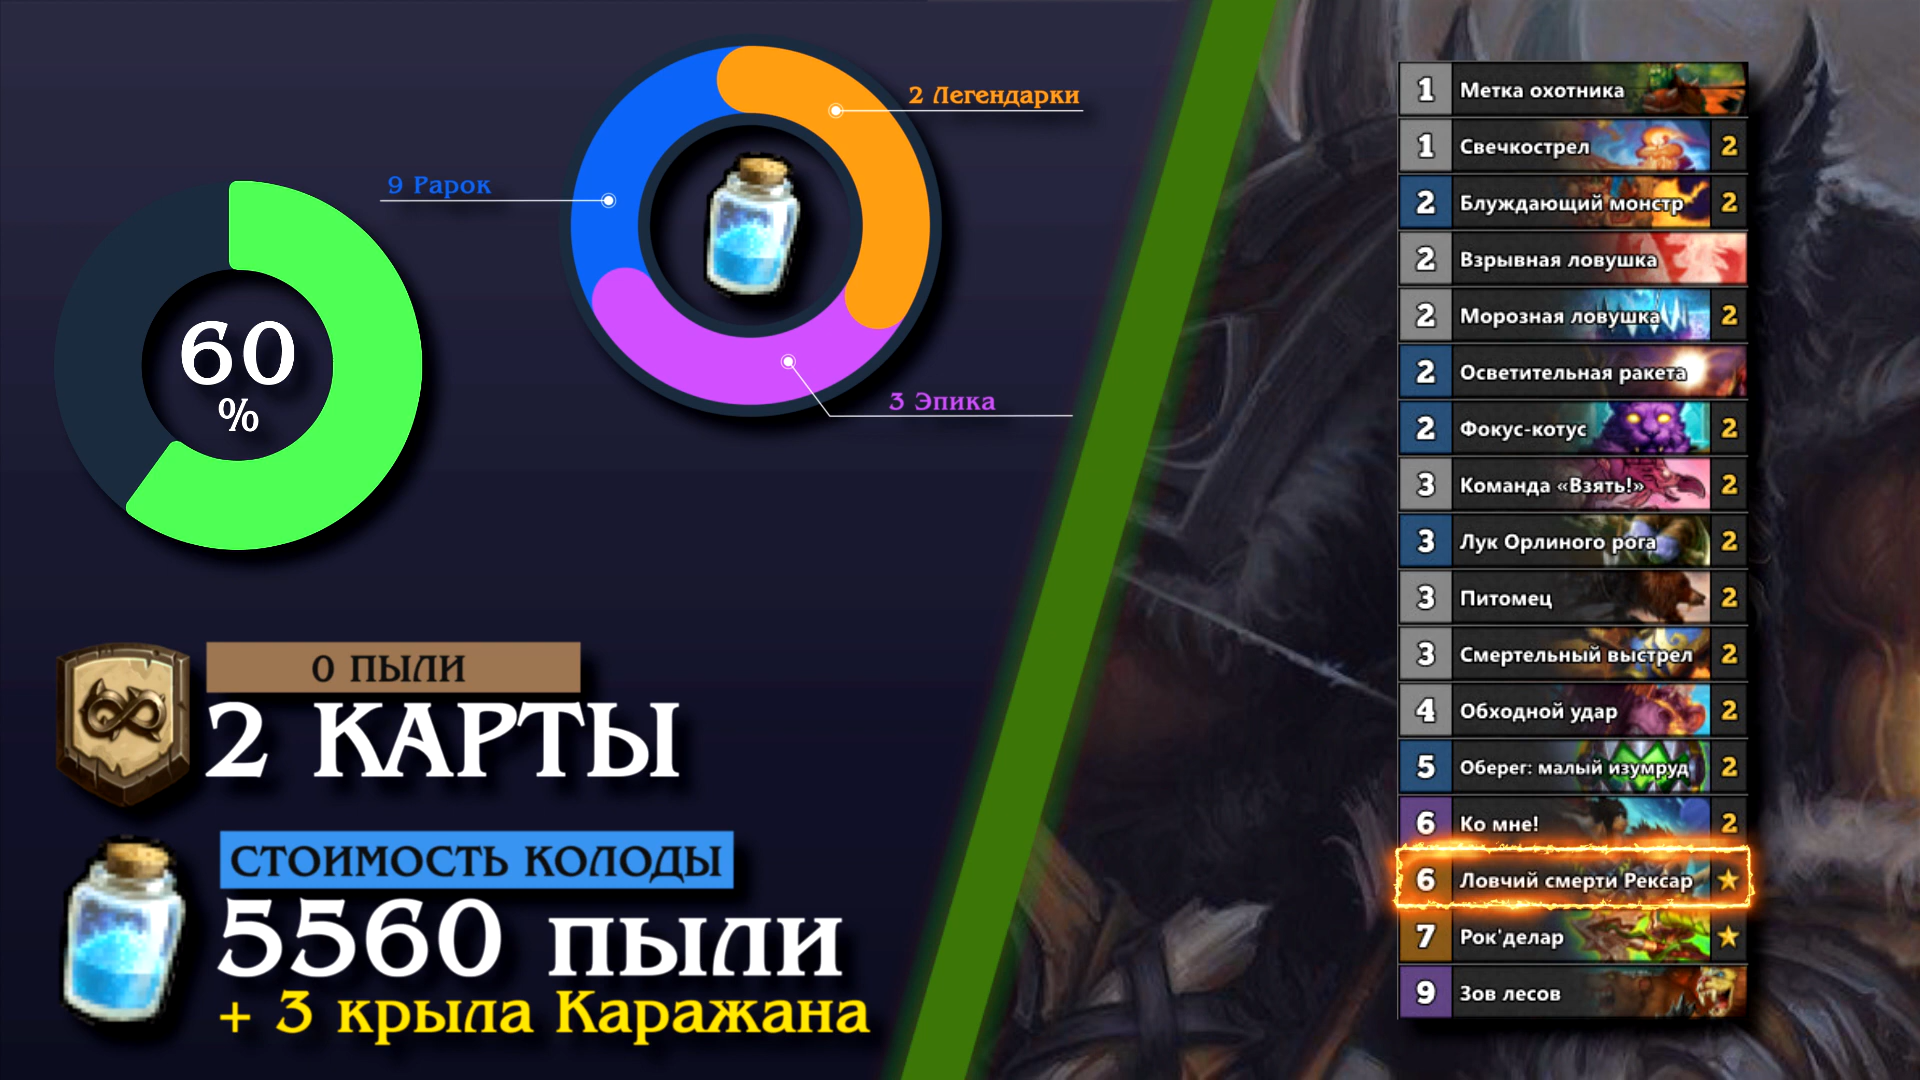 2 Легендарки
9 Рарок
3 Эпика
60
%
0 ПЫЛИ
2 КАРТЫ
СТОИМОСТЬ КОЛОДЫ
5560 пыли
+ 3 крыла Каражана
1 Метка охотника
1 Свечкострел 2
2 Блуждающий монстр 2
2 Взрывная ловушка
2 Морозная ловушка 2
2 Осветительная ракета
2 Фокус-котус 2
3 Команда «Взять!» 2
3 Лук Орлиного рога 2
3 Питомец 2
3 Смертельный выстрел 2
4 Обходной удар 2
5 Оберег: малый изумруд 2
6 Ко мне! 2
6 Ловчий смерти Рексар ★
7 Рок'делар ★
9 Зов лесов